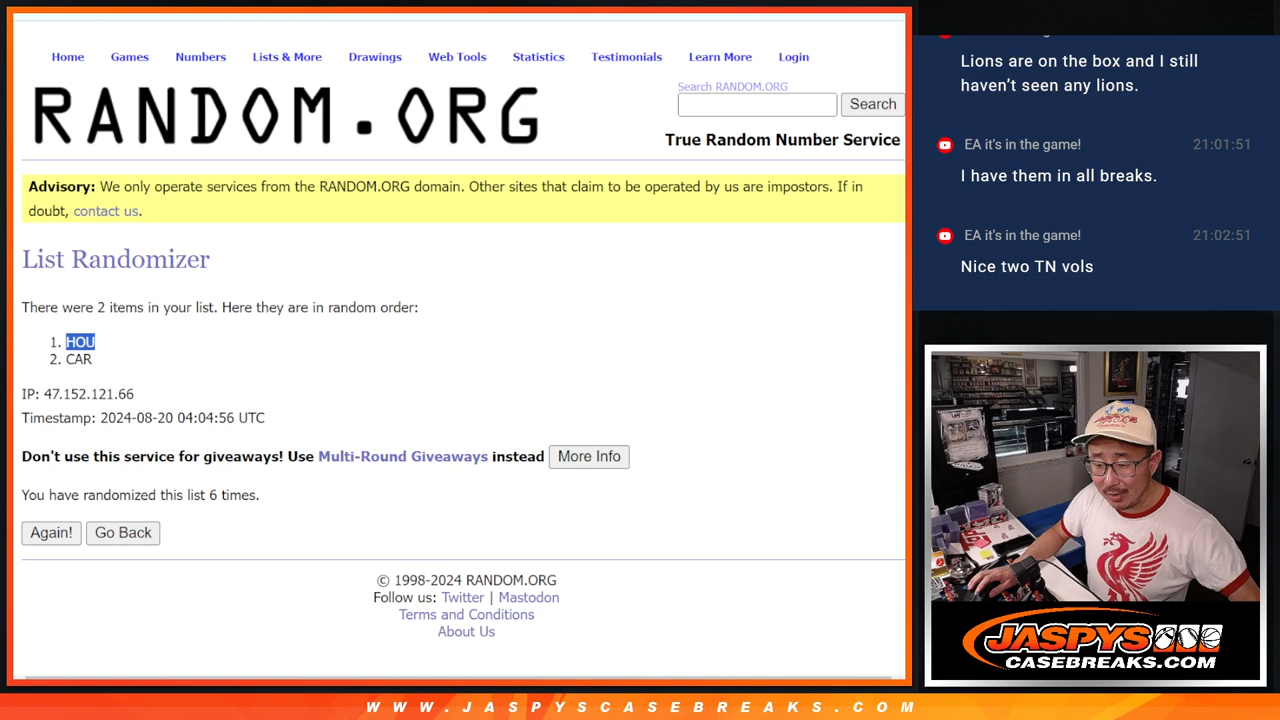 Home Games Numbers Lists & More Drawings Web Tools Statistics Testimonials Learn More Login
RANDOM.ORG
Search RANDOM.ORG
Search
True Random Number Service
Advisory: We only operate services from the RANDOM.ORG domain. Other sites that claim to be operated by us are impostors. If in
doubt, contact us.
List Randomizer
There were 2 items in your list. Here they are in random order:
1. HOU
2. CAR
IP: 47.152.121.66
Timestamp: 2024-08-20 04:04:56 UTC
Don't use this service for giveaways! Use Multi-Round Giveaways instead More Info
You have randomized this list 6 times.
Again! Go Back
© 1998-2024 RANDOM.ORG
Follow us: Twitter | Mastodon
Terms and Conditions
About Us
Lions are on the box and I still
haven’t seen any lions.
EA it's in the game! 21:01:51
I have them in all breaks.
EA it's in the game! 21:02:51
Nice two TN vols
JASPYS
CASEBREAKS.COM
WWW.JASPYSCASEBREAKS.COM